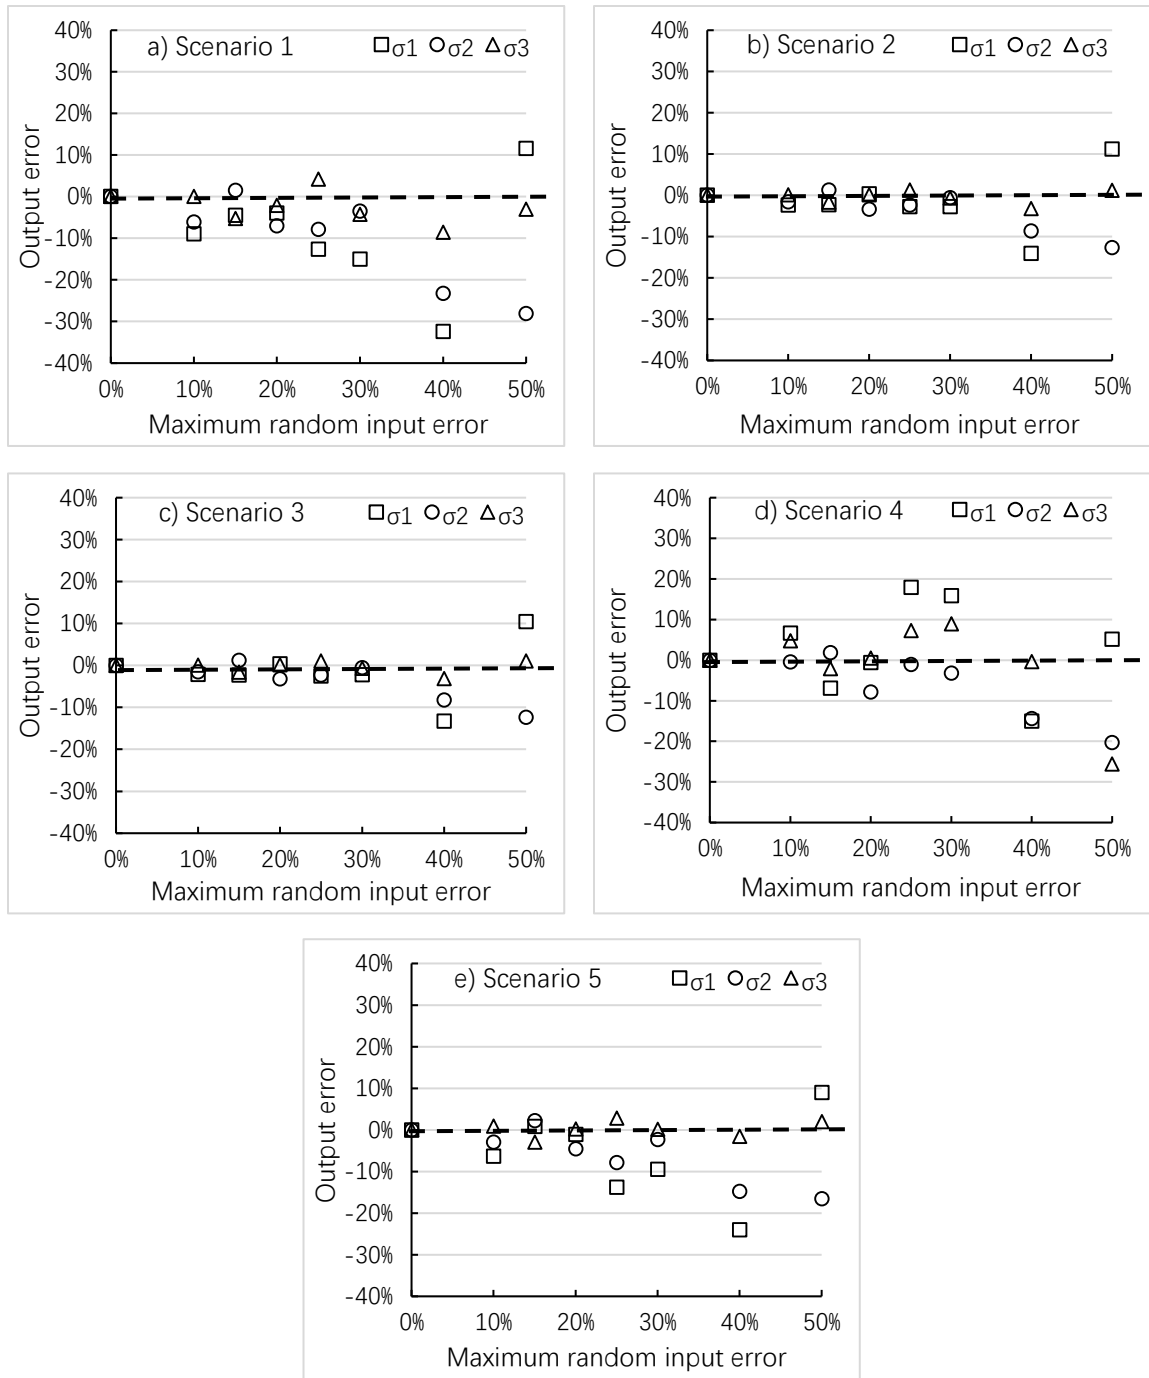 a) Scenario 1 σ1 σ2 σ3
40%
30%
20%
10%
0%
-10%
-20%
-30%
-40%
Output error
0% 10% 20% 30% 40% 50%
Maximum random input error
b) Scenario 2 σ1 σ2 σ3
40%
30%
20%
10%
0%
-10%
-20%
-30%
-40%
Output error
0% 10% 20% 30% 40% 50%
Maximum random input error
c) Scenario 3 σ1 σ2 σ3
40%
30%
20%
10%
0%
-10%
-20%
-30%
-40%
Output error
0% 10% 20% 30% 40% 50%
Maximum random input error
d) Scenario 4 σ1 σ2 σ3
40%
30%
20%
10%
0%
-10%
-20%
-30%
-40%
Output error
0% 10% 20% 30% 40% 50%
Maximum random input error
e) Scenario 5 σ1 σ2 σ3
40%
30%
20%
10%
0%
-10%
-20%
-30%
-40%
Output error
0% 10% 20% 30% 40% 50%
Maximum random input error